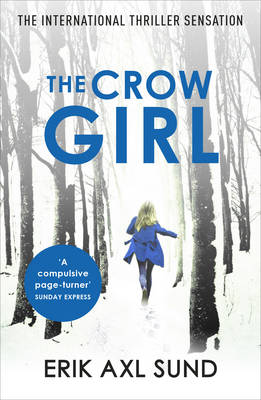 THE INTERNATIONAL THRILLER SENSATION
THE CROW
GIRL
‘A
compulsive
page-turner’
SUNDAY EXPRESS
ERIK AXL SUND